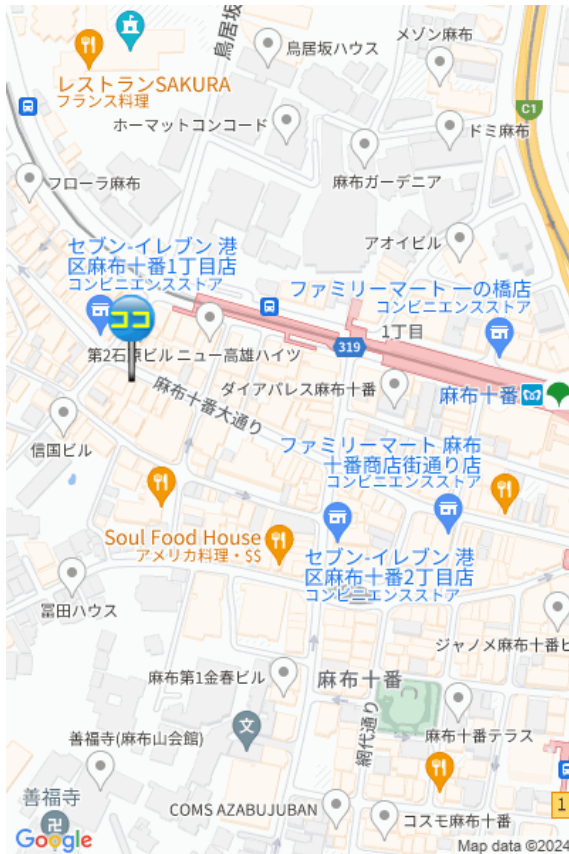 鳥居坂
鳥居坂ハウス
メゾン麻布
レストランSAKURA
フランス料理
C1
ホーマットコンコード
ドミ麻布
麻布ガーデニア
フローラ麻布
アオイビル
セブン-イレブン 港
区麻布十番1丁目店
コンビニエンスストア
ファミリーマート 一の橋店
コンビニエンスストア
ココ
1丁目
319
第2石原ビル ニュー高雄ハイツ
ダイアパレス麻布十番
麻布十番
麻布十番大通り
信国ビル
ファミリーマート 麻布
十番商店街通り店
コンビニエンスストア
Soul Food House
アメリカ料理・$$
セブン-イレブン 港
区麻布十番2丁目店
コンビニエンスストア
冨田ハウス
ジャノメ麻布十番ビ
麻布第1金春ビル
麻布十番
網代通り
文
麻布十番テラス
善福寺(麻布山会館)
善福寺
COMS AZABUJUBAN
コスモ麻布十番
1
Google
Map data ©2024